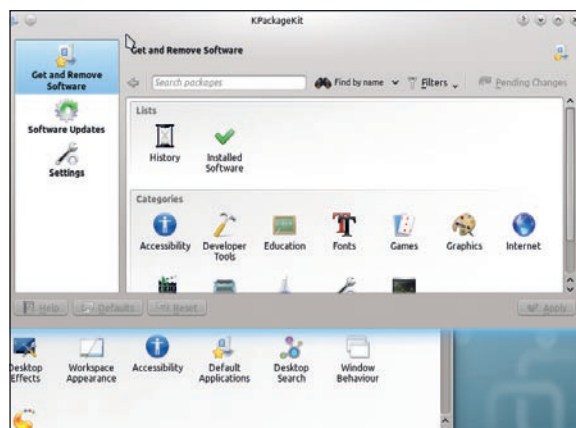 KPackageKit
Get and Remove Software
Get and Remove
Software
Software Updates
Settings
Search packages
Find by name
Filters
Pending Changes
Lists
History
Installed
Software
Categories
Accessibility
Developer
Tools
Education
Fonts
Games
Graphics
Internet
Help
Defaults
Reset
Apply
Desktop
Effects
Workspace
Appearance
Accessibility
Default
Applications
Desktop
Search
Window
Behaviour